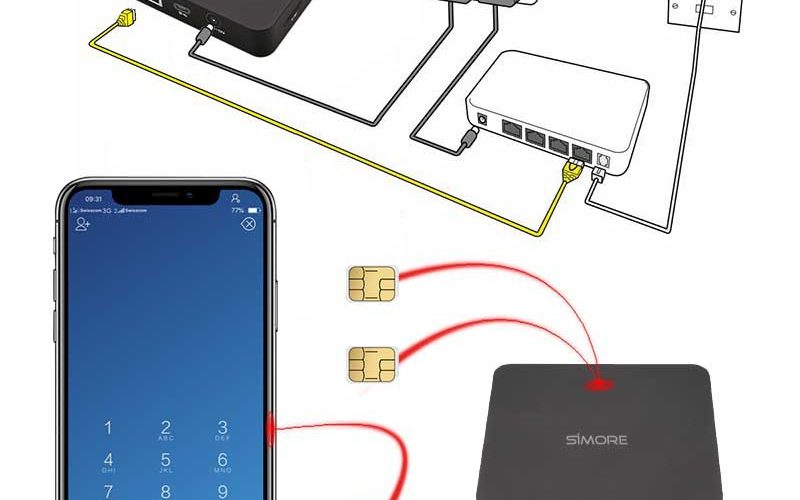 09:31
Swisscom 3G 2 Swisscom 77%
1 2 3
ABC DEF
4 5 6
GHI JKL MNO
7 8 9
SIMORE